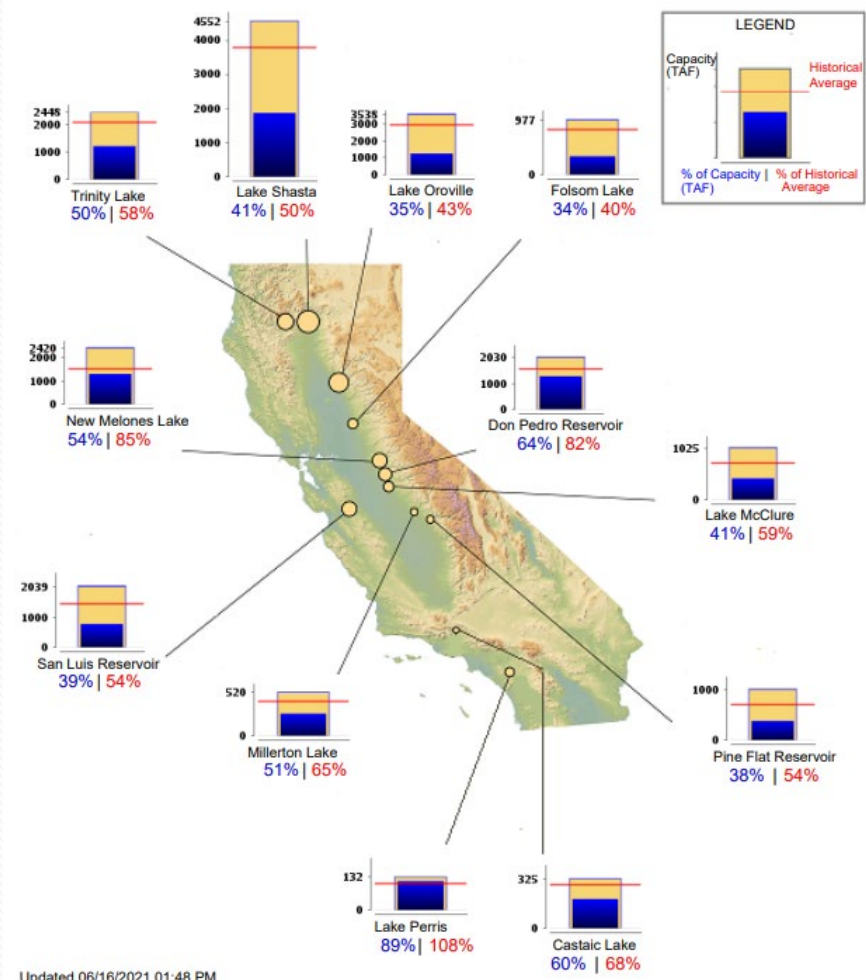 LEGEND
Capacity
(TAF)
Historical
Average
% of Capacity | % of Historical
(TAF) Average
2448
2000
1000
0
Trinity Lake
50% | 58%
4552
4000
3000
2000
1000
0
Lake Shasta
41% | 50%
3538
3000
2000
1000
0
Lake Oroville
35% | 43%
977
0
Folsom Lake
34% | 40%
2420
2000
1000
0
New Melones Lake
54% | 85%
2030
1000
0
Don Pedro Reservoir
64% | 82%
1025
0
Lake McClure
41% | 59%
2039
1000
0
San Luis Reservoir
39% | 54%
520
0
Millerton Lake
51% | 65%
1000
0
Pine Flat Reservoir
38% | 54%
132
0
Lake Perris
89% | 108%
325
0
Castaic Lake
60% | 68%
Updated 06/16/2021 01:48 PM